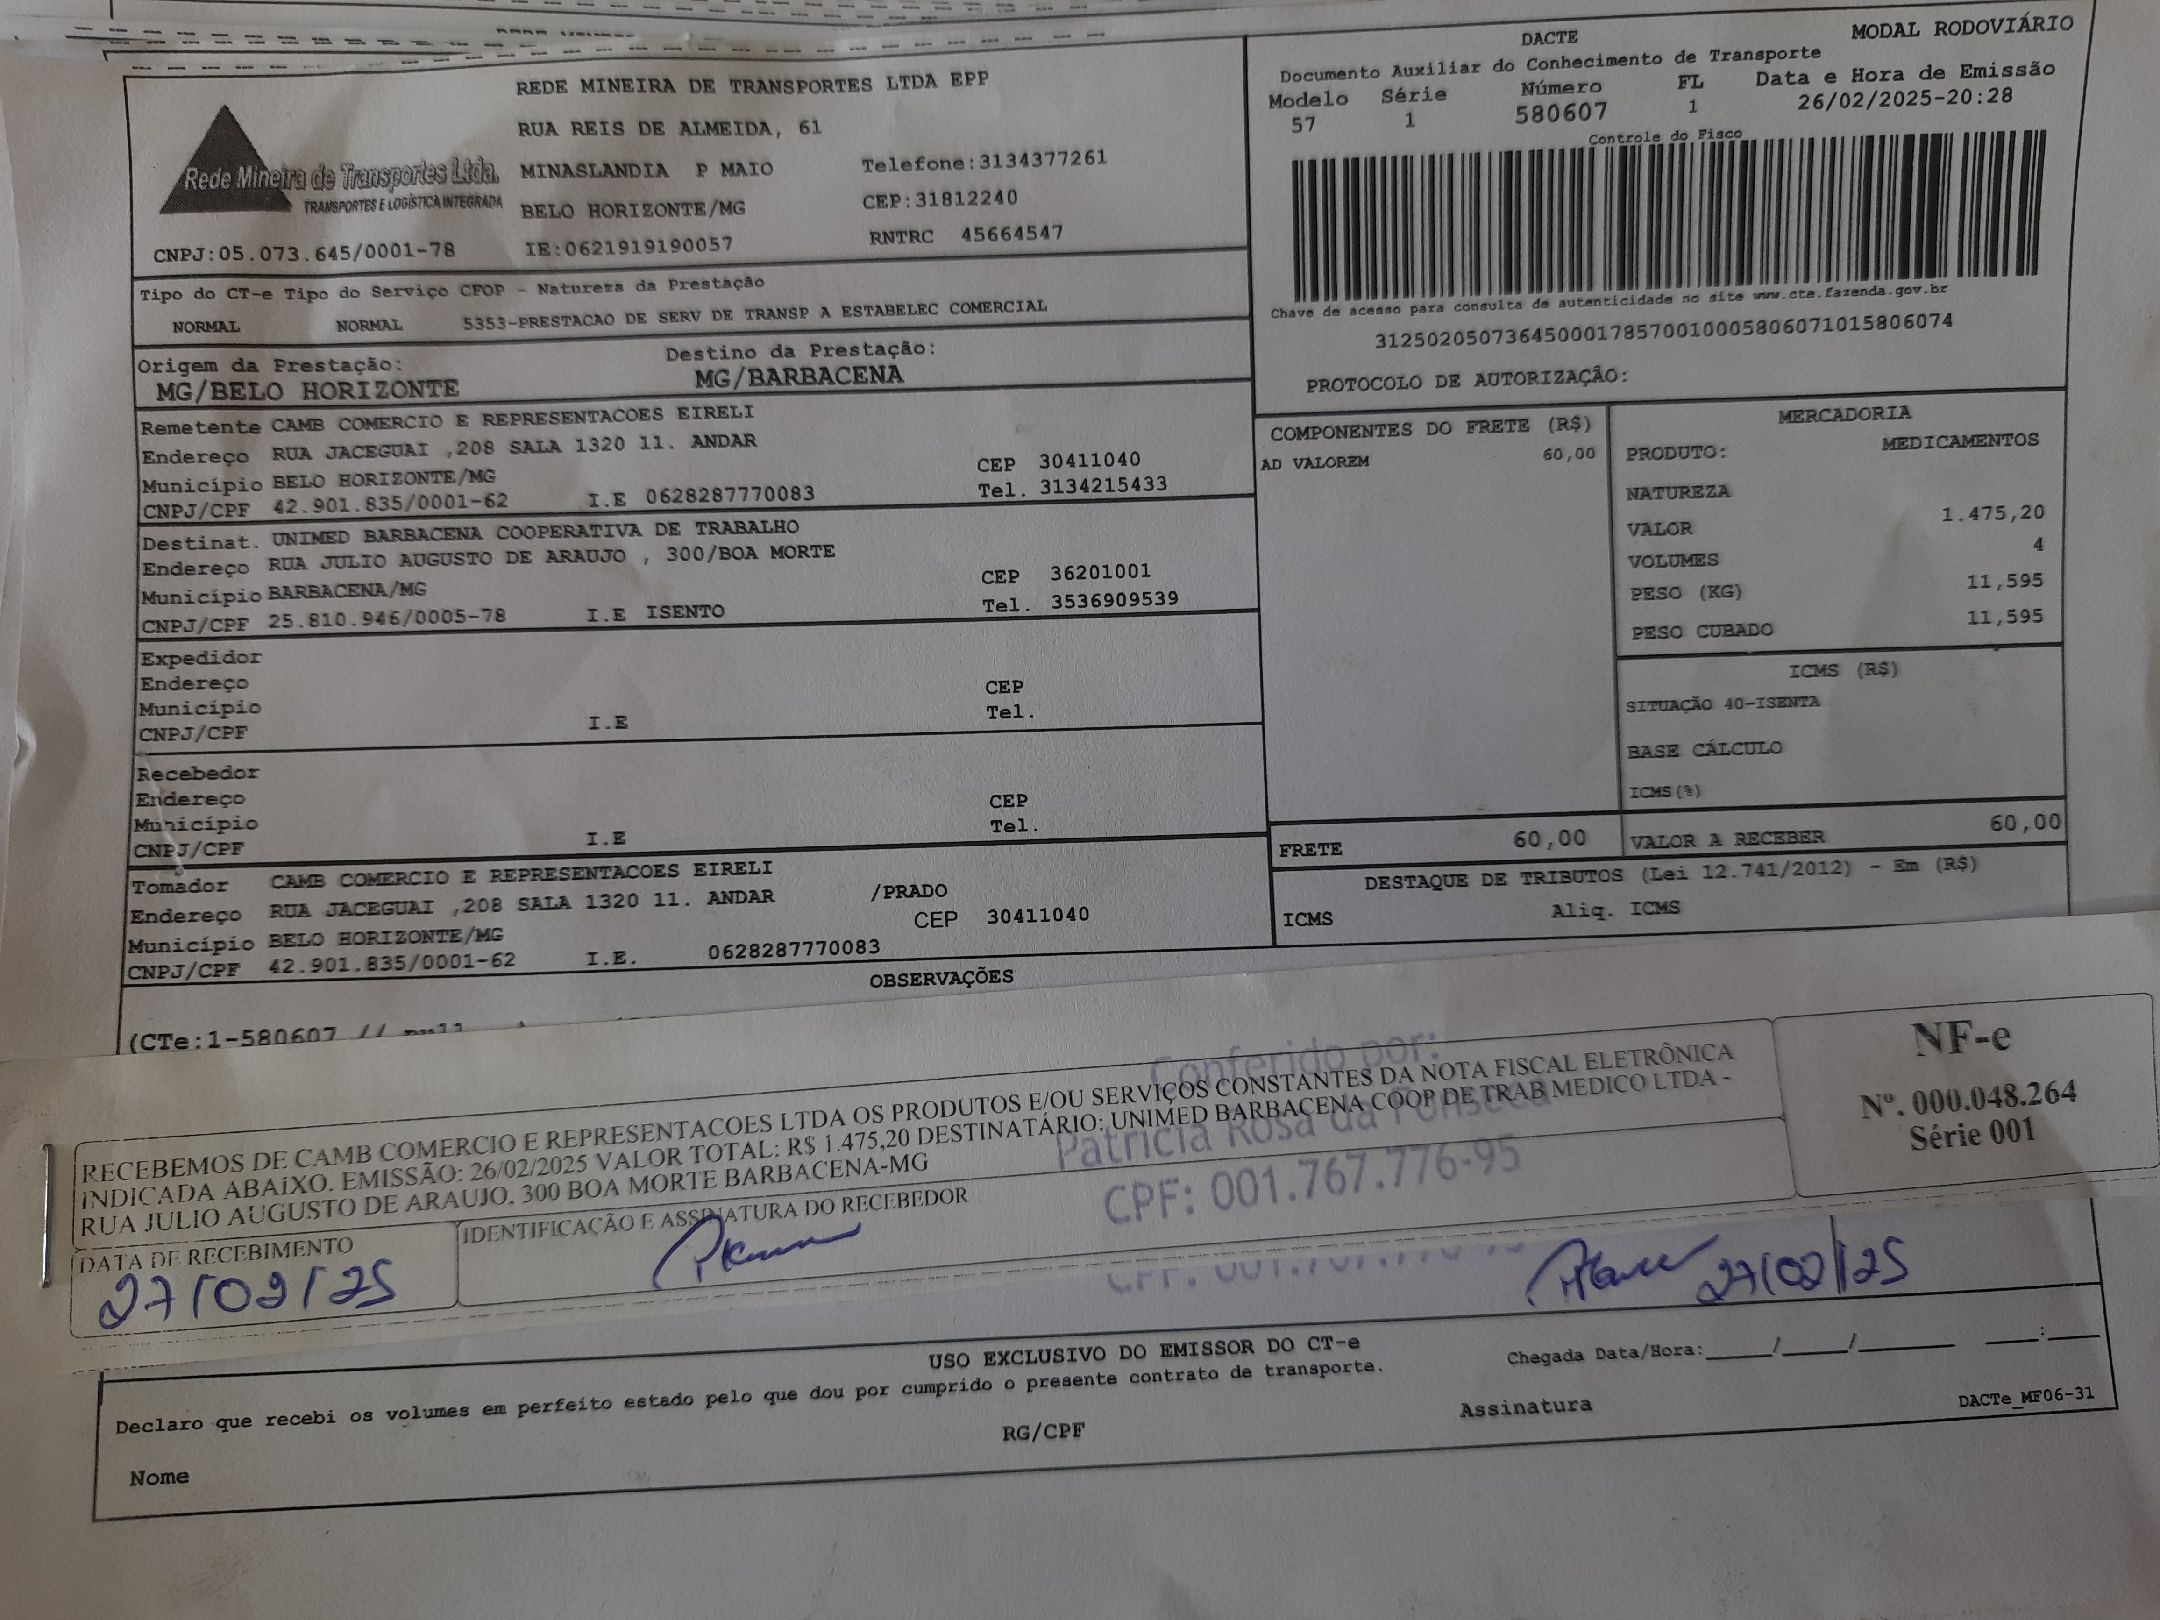 REDE MINEIRA DE TRANSPORTES LTDA EPP
RUA REIS DE ALMEIDA, 61
MINASLANDIA P MAIO Telefone:3134377261
BELO HORIZONTE/MG CEP:31812240
CNPJ:05.073.645/0001-78 IE:0621919190057 RNTRC 45664547
Rede Mineira de Transportes Ltda.
TRANSPORTES E LOGÍSTICA INTEGRADA
DACTE MODAL RODOVIÁRIO
Documento Auxiliar do Conhecimento de Transporte
Modelo Série Número FL Data e Hora de Emissão
57 1 580607 1 26/02/2025-20:28
Controle do Fisco
Chave de acesso para consulta de autenticidade no site www.cte.fazenda.gov.br
31250205073645000178570010005806071015806074
PROTOCOLO DE AUTORIZAÇÃO:
Tipo do CT-e Tipo do Serviço CFOP - Natureza da Prestação
NORMAL NORMAL 5353-PRESTACAO DE SERV DE TRANSP A ESTABELEC COMERCIAL
Origem da Prestação: Destino da Prestação:
MG/BELO HORIZONTE MG/BARBACENA
Remetente CAMB COMERCIO E REPRESENTACOES EIRELI
Endereço RUA JACEGUAI ,208 SALA 1320 11. ANDAR
Município BELO HORIZONTE/MG CEP 30411040
CNPJ/CPF 42.901.835/0001-62 I.E 0628287770083 Tel. 3134215433
Destinat. UNIMED BARBACENA COOPERATIVA DE TRABALHO
Endereço RUA JULIO AUGUSTO DE ARAUJO , 300/BOA MORTE
Município BARBACENA/MG CEP 36201001
CNPJ/CPF 25.810.946/0005-78 I.E ISENTO Tel. 3536909539
Expedidor
Endereço
Município CEP
CNPJ/CPF I.E Tel.
Recebedor
Endereço
Município CEP
CNPJ/CPF I.E Tel.
Tomador CAMB COMERCIO E REPRESENTACOES EIRELI
Endereço RUA JACEGUAI ,208 SALA 1320 11. ANDAR /PRADO
Município BELO HORIZONTE/MG CEP 30411040
CNPJ/CPF 42.901.835/0001-62 I.E. 0628287770083
COMPONENTES DO FRETE (R$)
AD VALOREM 60,00
FRETE 60,00
MERCADORIA
PRODUTO: MEDICAMENTOS
NATUREZA
VALOR 1.475,20
VOLUMES 4
PESO (KG) 11,595
PESO CUBADO 11,595
ICMS (R$)
SITUAÇÃO 40-ISENTA
BASE CÁLCULO
ICMS(%)
VALOR A RECEBER 60,00
DESTAQUE DE TRIBUTOS (Lei 12.741/2012) - Em (R$)
ICMS Aliq. ICMS
OBSERVAÇÕES
(CTe:1-580607 //
RECEBEMOS DE CAMB COMERCIO E REPRESENTACOES LTDA OS PRODUTOS E/OU SERVIÇOS CONSTANTES DA NOTA FISCAL ELETRÔNICA
INDICADA ABAIXO. EMISSÃO: 26/02/2025 VALOR TOTAL: R$ 1.475,20 DESTINATÁRIO: UNIMED BARBACENA COOP DE TRAB MEDICO LTDA -
RUA JULIO AUGUSTO DE ARAUJO, 300 BOA MORTE BARBACENA-MG
DATA DE RECEBIMENTO IDENTIFICAÇÃO E ASSINATURA DO RECEBEDOR
27/02/25
NF-e
Nº. 000.048.264
Série 001
Conferido por:
Patricia Rosa da Fonseca
CPF: 001.767.776-95
27/02/25
USO EXCLUSIVO DO EMISSOR DO CT-e
Declaro que recebi os volumes em perfeito estado pelo que dou por cumprido o presente contrato de transporte.
Chegada Data/Hora:_____/_____/_______ ___:___
Nome RG/CPF Assinatura
DACTe_MF06-31